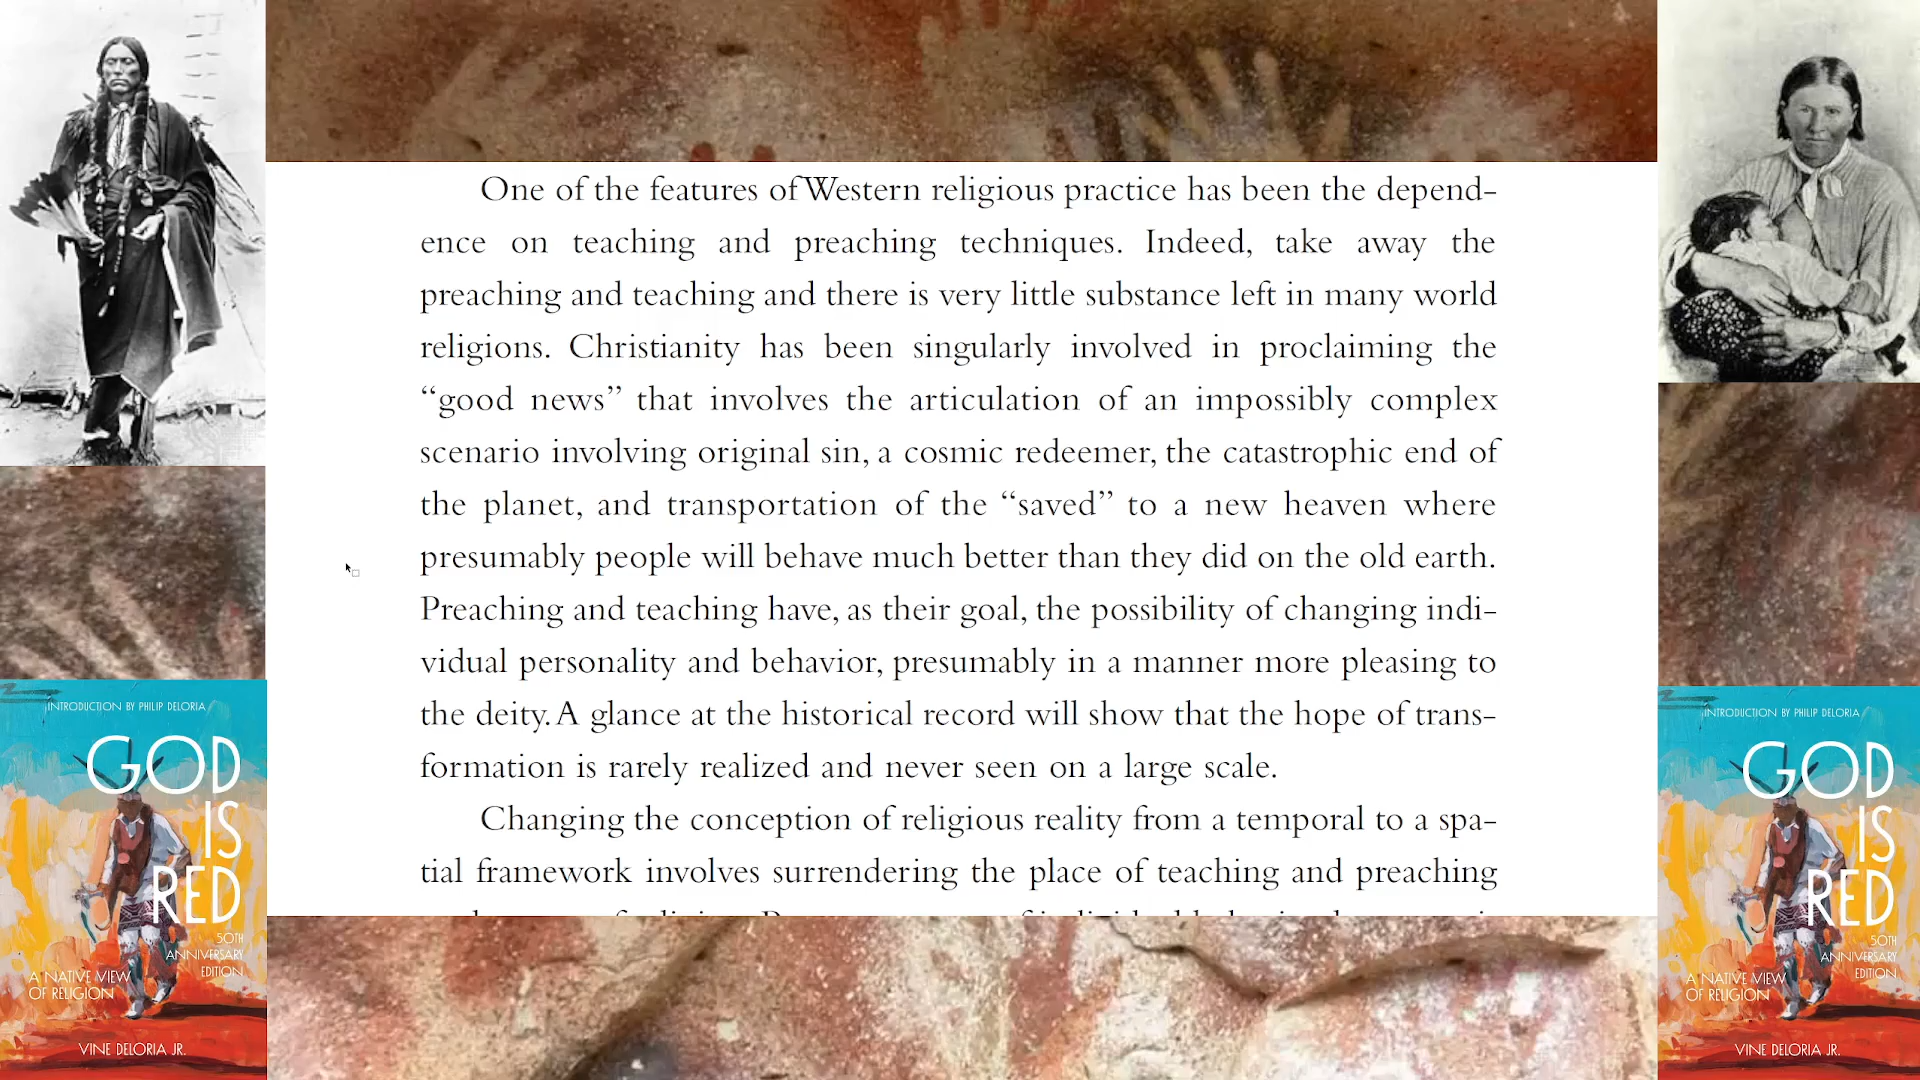 One of the features of Western religious practice has been the depend-
ence on teaching and preaching techniques. Indeed, take away the
preaching and teaching and there is very little substance left in many world
religions. Christianity has been singularly involved in proclaiming the
“good news” that involves the articulation of an impossibly complex
scenario involving original sin, a cosmic redeemer, the catastrophic end of
the planet, and transportation of the “saved” to a new heaven where
presumably people will behave much better than they did on the old earth.
Preaching and teaching have, as their goal, the possibility of changing indi-
vidual personality and behavior, presumably in a manner more pleasing to
the deity. A glance at the historical record will show that the hope of trans-
formation is rarely realized and never seen on a large scale.
Changing the conception of religious reality from a temporal to a spa-
tial framework involves surrendering the place of teaching and preaching
INTRODUCTION BY PHILIP DELORIA
GOD
IS
RED
50TH
ANNIVERSARY
EDITION
A NATIVE VIEW
OF RELIGION
VINE DELORIA JR.
INTRODUCTION BY PHILIP DELORIA
GOD
IS
RED
50TH
ANNIVERSARY
EDITION
A NATIVE VIEW
OF RELIGION
VINE DELORIA JR.